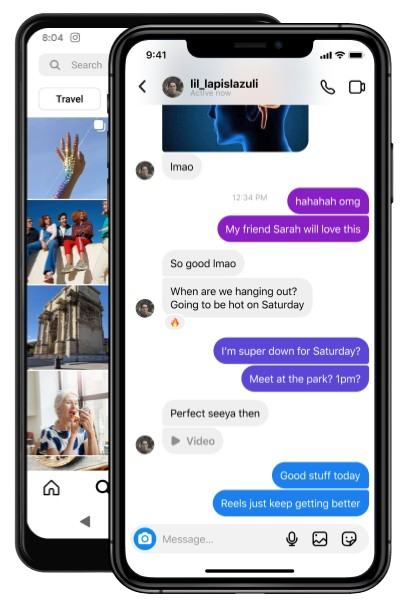 8:04
Search
Travel
9:41
lil_lapislazuli
Active now
lmao
12:34 PM
hahahah omg
My friend Sarah will love this
So good lmao
When are we hanging out?
Going to be hot on Saturday
I'm super down for Saturday?
Meet at the park? 1pm?
Perfect seeya then
Video
Good stuff today
Reels just keep getting better
Message...